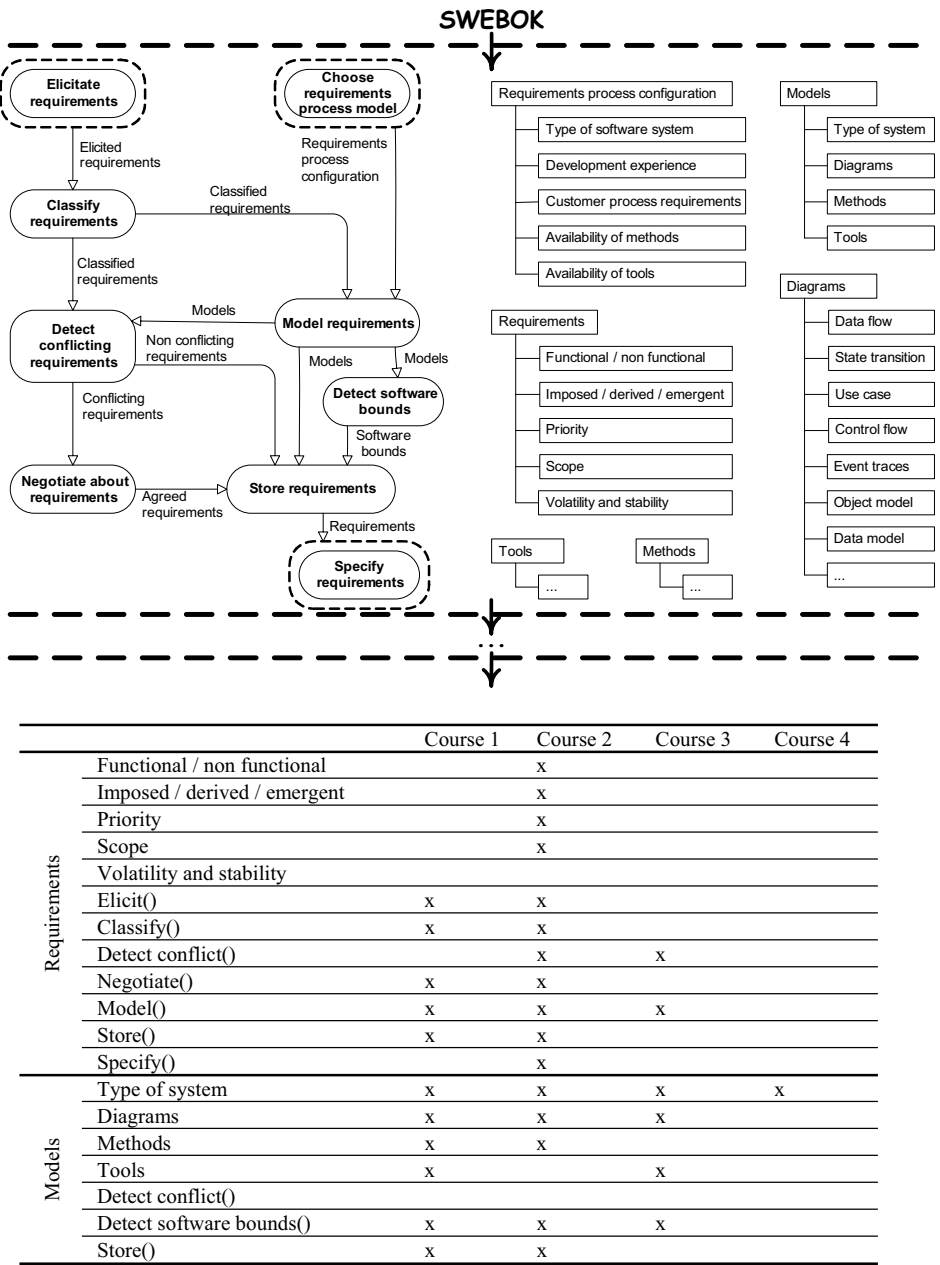 SWEBOK
Elicitate
requirements
Choose
requirements
process model
Elicited
requirements
Requirements
process
configuration
Classify
requirements
Classified
requirements
Classified
requirements
Models
Detect
conflicting
requirements
Non conflicting
requirements
Model requirements
Models
Models
Detect software
bounds
Conflicting
requirements
Software
bounds
Negotiate about
requirements
Agreed
requirements
Store requirements
Requirements
Specify
requirements
Requirements process configuration
Type of software system
Development experience
Customer process requirements
Availability of methods
Availability of tools
Requirements
Functional / non functional
Imposed / derived / emergent
Priority
Scope
Volatility and stability
Tools
...
Methods
...
Models
Type of system
Diagrams
Methods
Tools
Diagrams
Data flow
State transition
Use case
Control flow
Event traces
Object model
Data model
...
...
Course 1 Course 2 Course 3 Course 4
Requirements
Functional / non functional x
Imposed / derived / emergent x
Priority x
Scope x
Volatility and stability
Elicit() x x
Classify() x x
Detect conflict() x x
Negotiate() x x
Model() x x x
Store() x x
Specify() x
Models
Type of system x x x x
Diagrams x x x
Methods x x
Tools x x
Detect conflict()
Detect software bounds() x x x
Store() x x